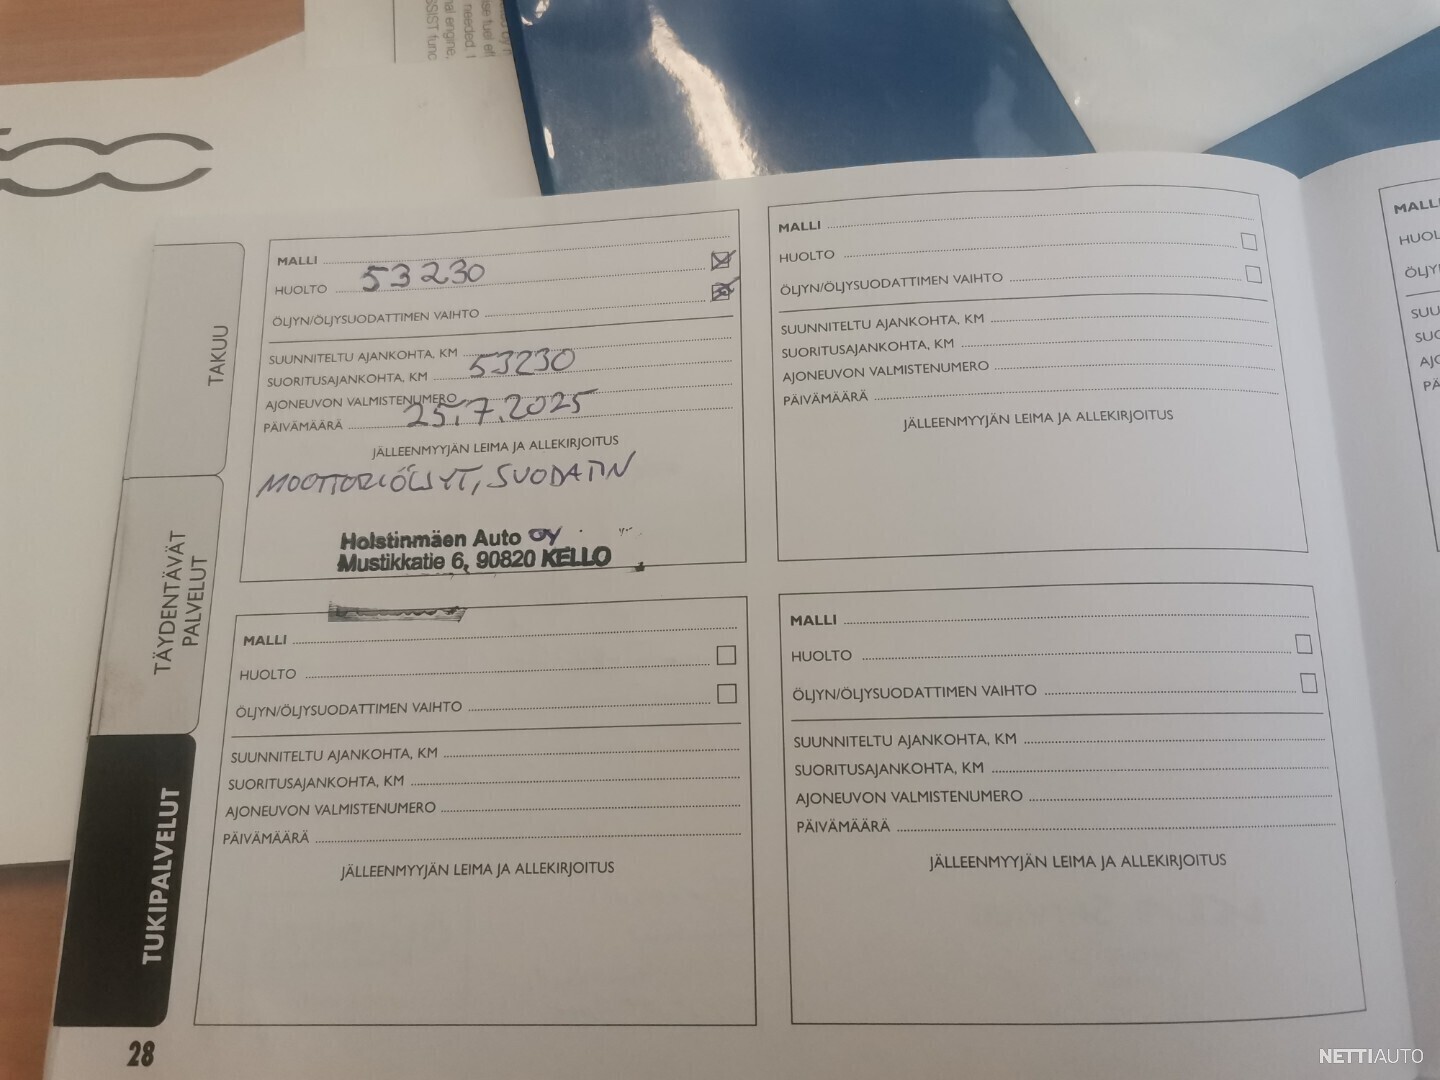 500
TAKUU
TÄYDENTÄVÄT
PALVELUT
TUKIPALVELUT
MALLI
HUOLTO 53230
ÖLJYN/ÖLJYSUODATTIMEN VAIHTO
SUUNNITELTU AJANKOHTA, KM
SUORITUSAJANKOHTA, KM 53230
AJONEUVON VALMISTENUMERO
PÄIVÄMÄÄRÄ 25.7.2025
JÄLLEENMYYJÄN LEIMA JA ALLEKIRJOITUS
MOOTTORIÖLJYT, SUODATIN
Holstinmäen Auto OY
Mustikkatie 6, 90820 KELLO
MALLI
HUOLTO
ÖLJYN/ÖLJYSUODATTIMEN VAIHTO
SUUNNITELTU AJANKOHTA, KM
SUORITUSAJANKOHTA, KM
AJONEUVON VALMISTENUMERO
PÄIVÄMÄÄRÄ
JÄLLEENMYYJÄN LEIMA JA ALLEKIRJOITUS
MALLI
HUOLTO
ÖLJYN/ÖLJYSUODATTIMEN VAIHTO
SUUNNITELTU AJANKOHTA, KM
SUORITUSAJANKOHTA, KM
AJONEUVON VALMISTENUMERO
PÄIVÄMÄÄRÄ
JÄLLEENMYYJÄN LEIMA JA ALLEKIRJOITUS
MALLI
HUOLTO
ÖLJYN/ÖLJYSUODATTIMEN VAIHTO
SUUNNITELTU AJANKOHTA, KM
SUORITUSAJANKOHTA, KM
AJONEUVON VALMISTENUMERO
PÄIVÄMÄÄRÄ
JÄLLEENMYYJÄN LEIMA JA ALLEKIRJOITUS
28
NETTIAUTO